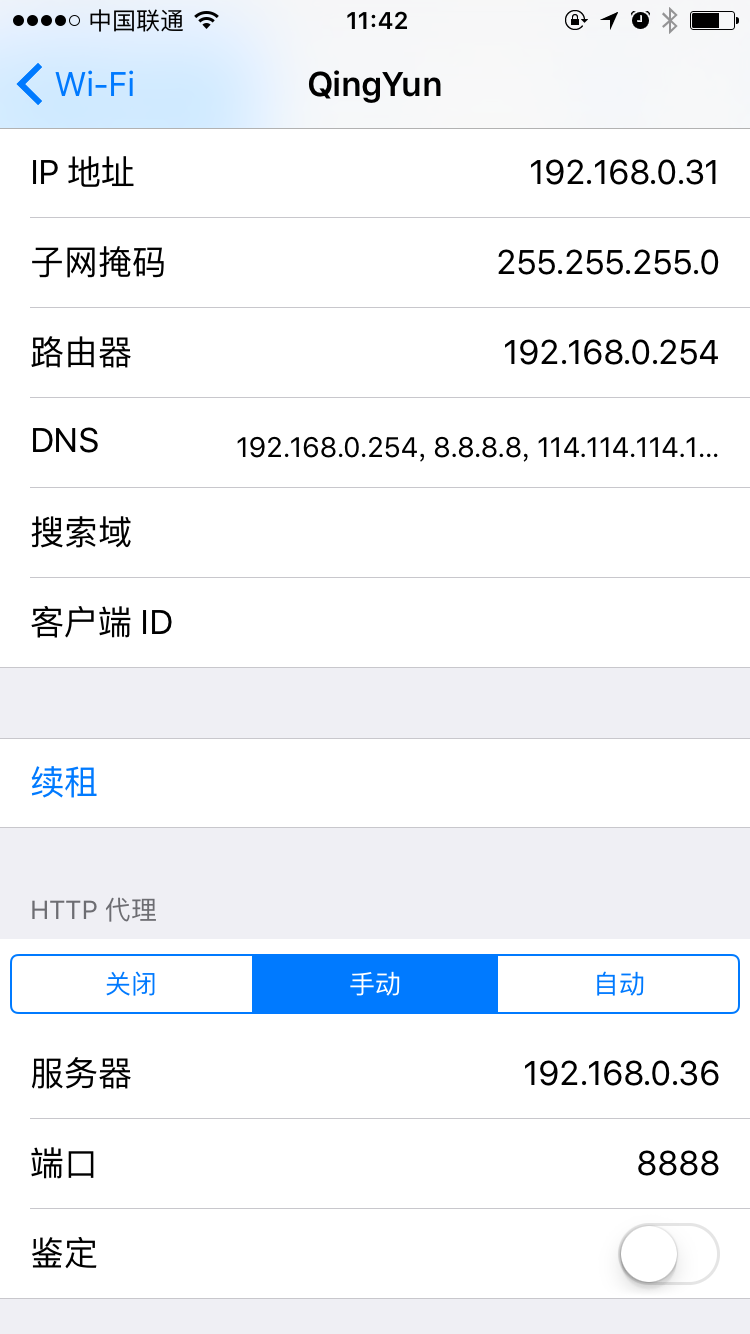 中国联通 11:42
Wi-Fi QingYun
IP 地址 192.168.0.31
子网掩码 255.255.255.0
路由器 192.168.0.254
DNS 192.168.0.254, 8.8.8.8, 114.114.114.1...
搜索域
客户端 ID
续租
HTTP 代理
关闭 手动 自动
服务器 192.168.0.36
端口 8888
鉴定